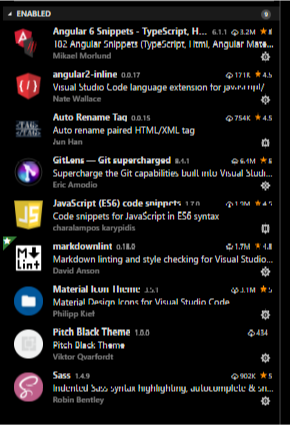 ENABLED 9
Angular 6 Snippets - TypeScript, H... 6.1.1 3.2M
182 Angular Snippets (TypeScript, Html, Angular Mate...
Mikael Morlund
angular2-inline 0.0.17 171K 4.5
Visual Studio Code language extension for javascript/
Nate Wallace
Auto Rename Tag 0.0.15 754K 4.5
Auto rename paired HTML/XML tag
Jun Han
GitLens — Git supercharged 8.4.1 6.4M 5
Supercharge the Git capabilities built into Visual Studi...
Eric Amodio
JavaScript (ES6) code snippets 1.7.0 4.5
Code snippets for JavaScript in ES6 syntax
charalampos karypidis
markdownlint 0.18.0 1.7M 4.8
Markdown linting and style checking for Visual Studio...
David Anson
Material Icon Theme 3.5.1 3.1M 5
Material Design Icons for Visual Studio Code
Philipp Kief
Pitch Black Theme 1.0.0 434
Pitch Black Theme
Viktor Qvarfordt
Sass 1.4.9 902K 5
Indented Sass syntax highlighting, autocomplete & sn...
Robin Bentley